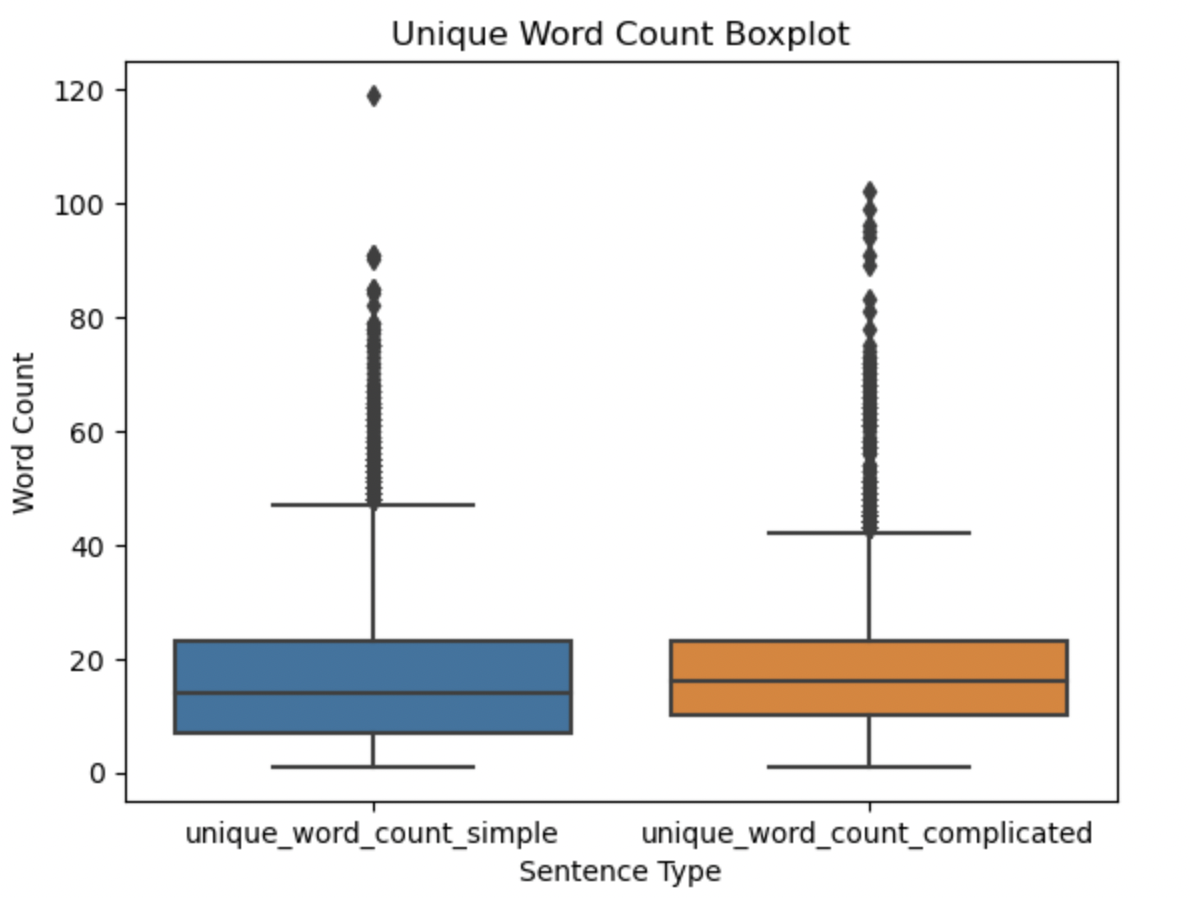 Unique Word Count Boxplot
120
100
80
60
40
20
0
Word Count
unique_word_count_simple
unique_word_count_complicated
Sentence Type